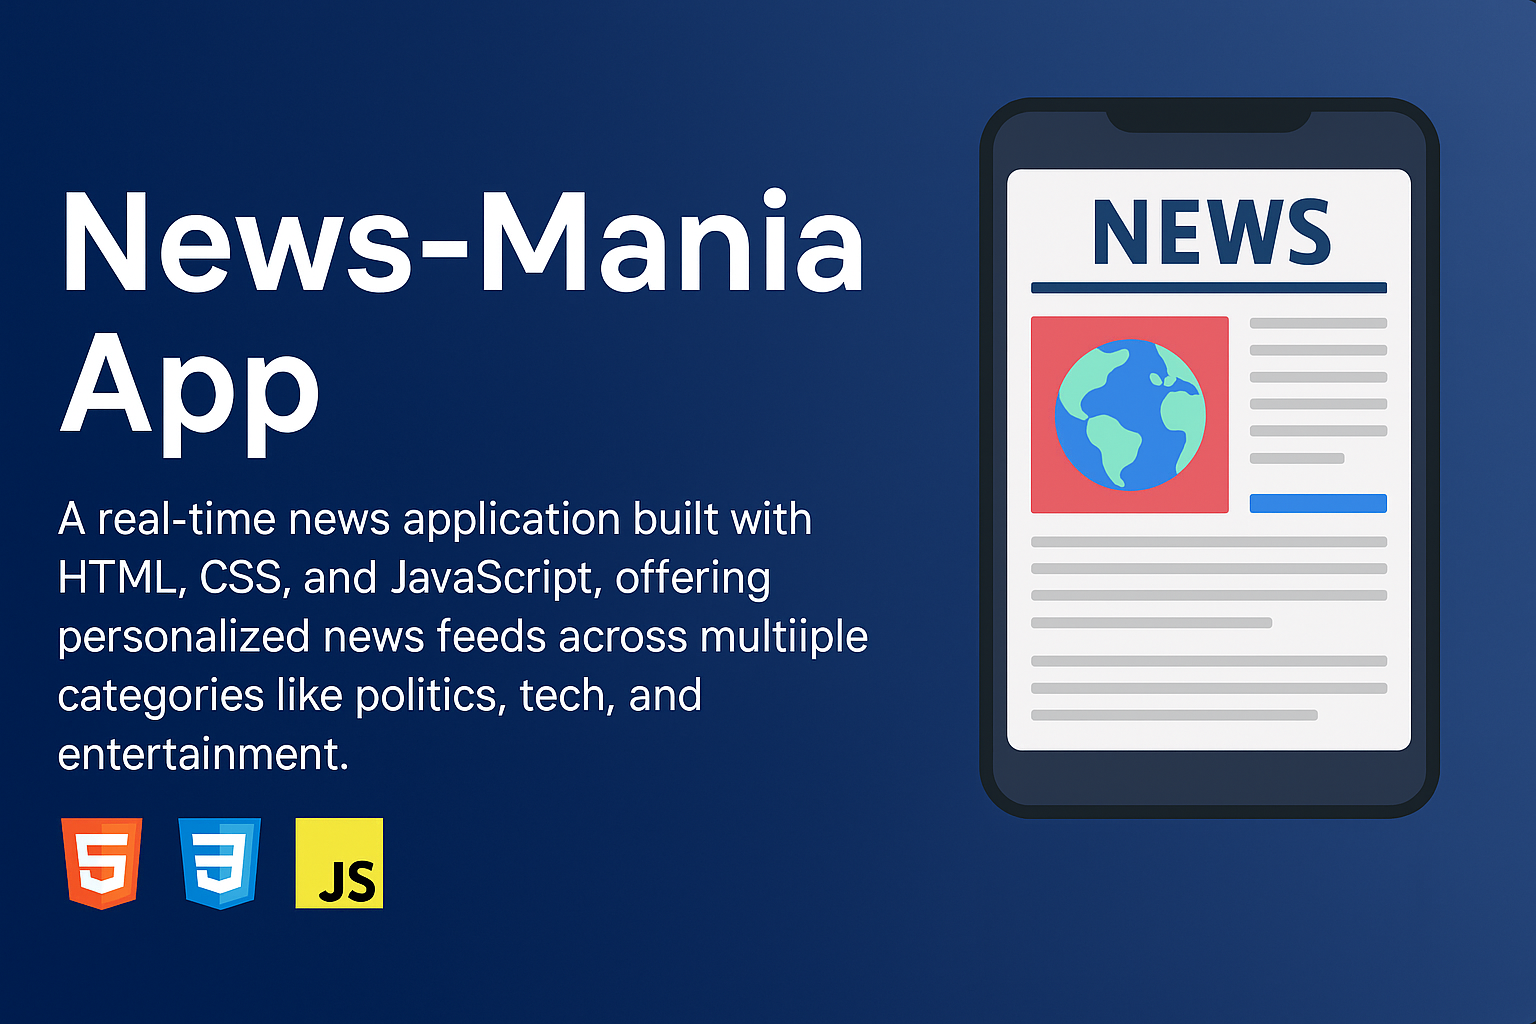 News-Mania
App
A real-time news application built with
HTML, CSS, and JavaScript, offering
personalized news feeds across multiiple
categories like politics, tech, and
entertainment.
5
3
JS
NEWS